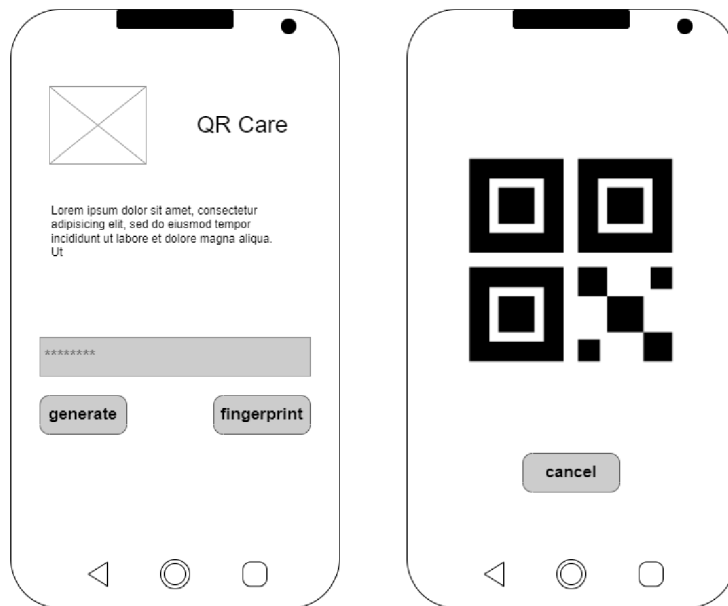 QR Care
Lorem ipsum dolor sit amet, consectetur
adipisicing elit, sed do eiusmod tempor
incididunt ut labore et dolore magna aliqua.
Ut
********
generate
fingerprint
cancel